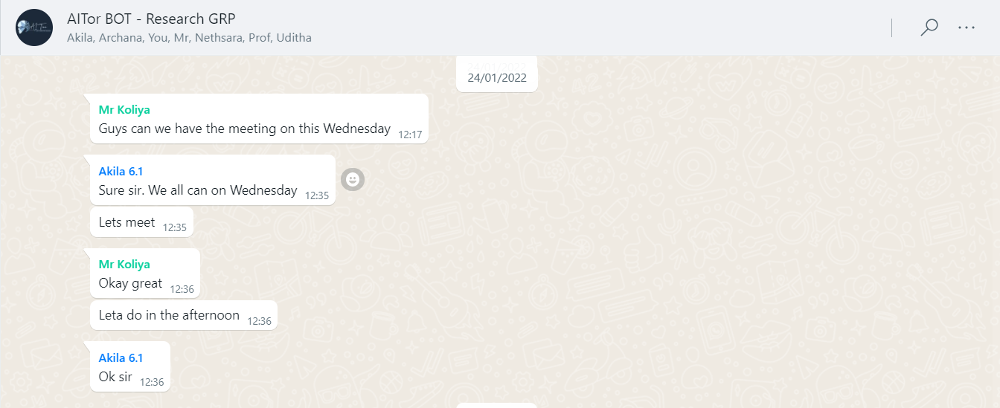 AITor BOT - Research GRP
Akila, Archana, You, Mr, Nethsara, Prof, Uditha
24/01/2022
24/01/2022
Mr Koliya
Guys can we have the meeting on this Wednesday 12:17
Akila 6.1
Sure sir. We all can on Wednesday 12:35
Lets meet 12:35
Mr Koliya
Okay great 12:36
Leta do in the afternoon 12:36
Akila 6.1
Ok sir 12:36